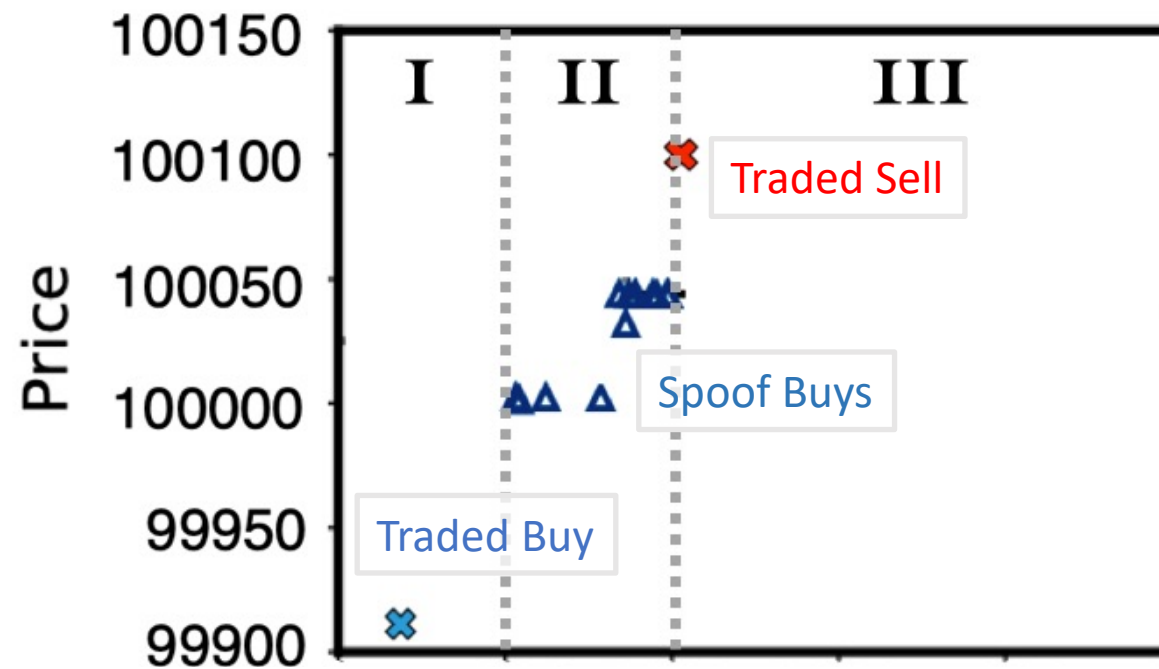 100150
I
II
III
100100
Traded Sell
100050
Price
Spoof Buys
100000
99950
Traded Buy
99900